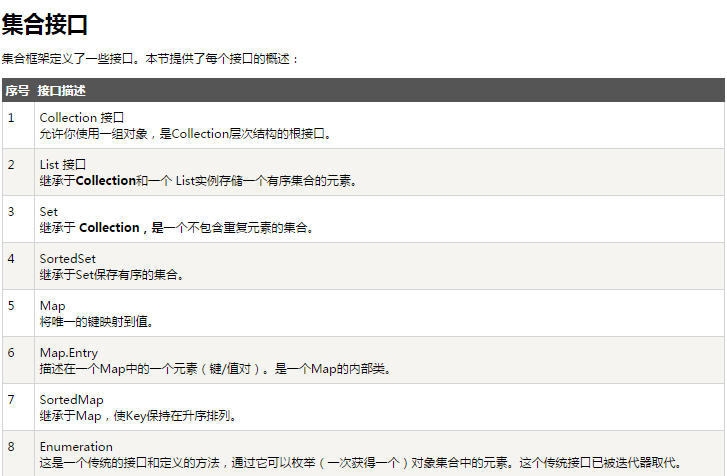 集合接口
集合框架定义了一些接口。本节提供了每个接口的概述：
序号 接口描述
1 Collection 接口
允许你使用一组对象，是Collection层次结构的根接口。
2 List 接口
继承于Collection和一个 List实例存储一个有序集合的元素。
3 Set
继承于 Collection，是一个不包含重复元素的集合。
4 SortedSet
继承于Set保存有序的集合。
5 Map
将唯一的键映射到值。
6 Map.Entry
描述在一个Map中的一个元素（键/值对）。是一个Map的内部类。
7 SortedMap
继承于Map，使Key保持在升序排列。
8 Enumeration
这是一个传统的接口和定义的方法，通过它可以枚举（一次获得一个）对象集合中的元素。这个传统接口已被迭代器取代。